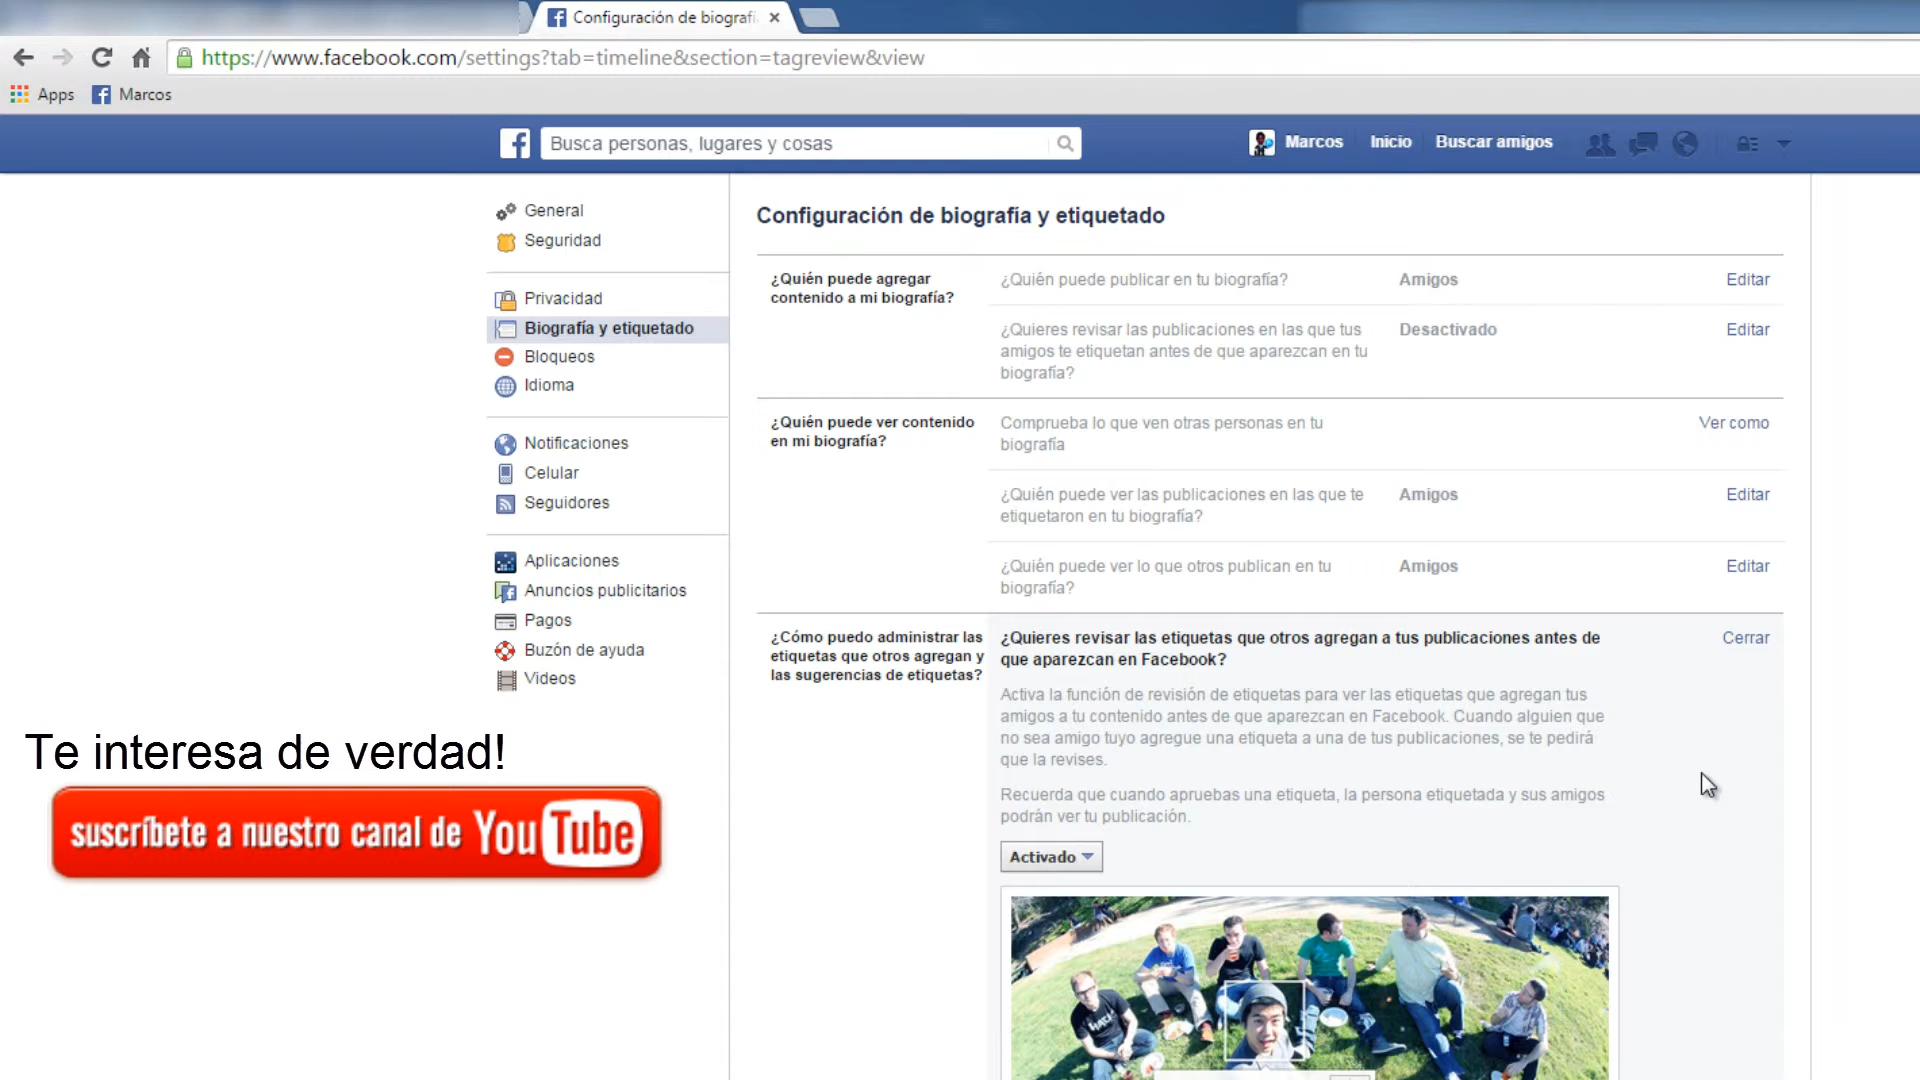 Configuración de biografí
https://www.facebook.com/settings?tab=timeline&section=tagreview&view
Apps
Marcos
Busca personas, lugares y cosas
Marcos
Inicio
Buscar amigos
General
Seguridad
Privacidad
Biografía y etiquetado
Bloqueos
Idioma
Notificaciones
Celular
Seguidores
Aplicaciones
Anuncios publicitarios
Pagos
Buzón de ayuda
Videos
Te interesa de verdad!
suscríbete a nuestro canal de YouTube
Configuración de biografía y etiquetado
¿Quién puede agregar
contenido a mi biografía?
¿Quién puede publicar en tu biografía?
Amigos
Editar
¿Quieres revisar las publicaciones en las que tus
amigos te etiquetan antes de que aparezcan en tu
biografía?
Desactivado
Editar
¿Quién puede ver contenido
en mi biografía?
Comprueba lo que ven otras personas en tu
biografía
Ver como
¿Quién puede ver las publicaciones en las que te
etiquetaron en tu biografía?
Amigos
Editar
¿Quién puede ver lo que otros publican en tu
biografía?
Amigos
Editar
¿Cómo puedo administrar las
etiquetas que otros agregan y
las sugerencias de etiquetas?
¿Quieres revisar las etiquetas que otros agregan a tus publicaciones antes de
que aparezcan en Facebook?
Cerrar
Activa la función de revisión de etiquetas para ver las etiquetas que agregan tus
amigos a tu contenido antes de que aparezcan en Facebook. Cuando alguien que
no sea amigo tuyo agregue una etiqueta a una de tus publicaciones, se te pedirá
que la revises.
Recuerda que cuando apruebas una etiqueta, la persona etiquetada y sus amigos
podrán ver tu publicación.
Activado
HACK